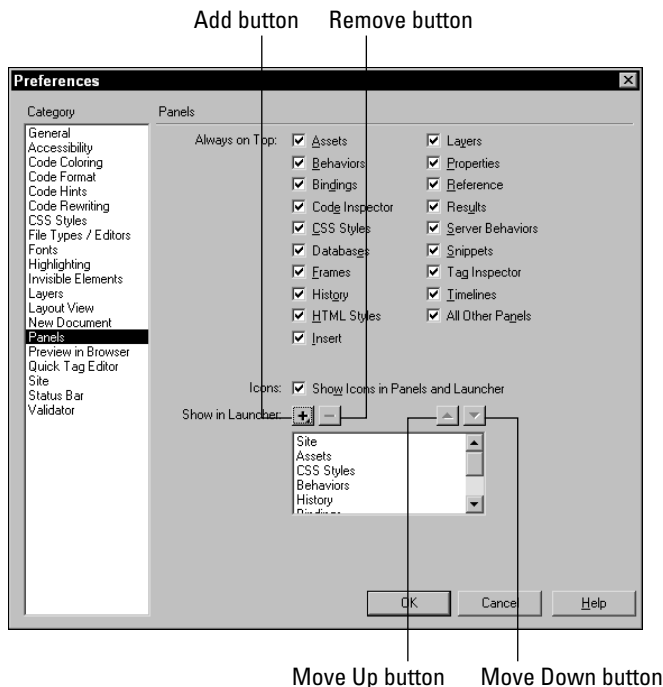 Add button Remove button
Preferences
Category
Panels
General
Accessibility
Code Coloring
Code Format
Code Hints
Code Rewriting
CSS Styles
File Types / Editors
Fonts
Highlighting
Invisible Elements
Layers
Layout View
New Document
Panels
Preview in Browser
Quick Tag Editor
Site
Status Bar
Validator
Always on Top:
Assets
Behaviors
Bindings
Code Inspector
CSS Styles
Databases
Frames
History
HTML Styles
Insert
Layers
Properties
Reference
Results
Server Behaviors
Snippets
Tag Inspector
Timelines
All Other Panels
Icons: Show Icons in Panels and Launcher
Show in Launcher:
Site
Assets
CSS Styles
Behaviors
History
Bindings
OK Cancel Help
Move Up button Move Down button